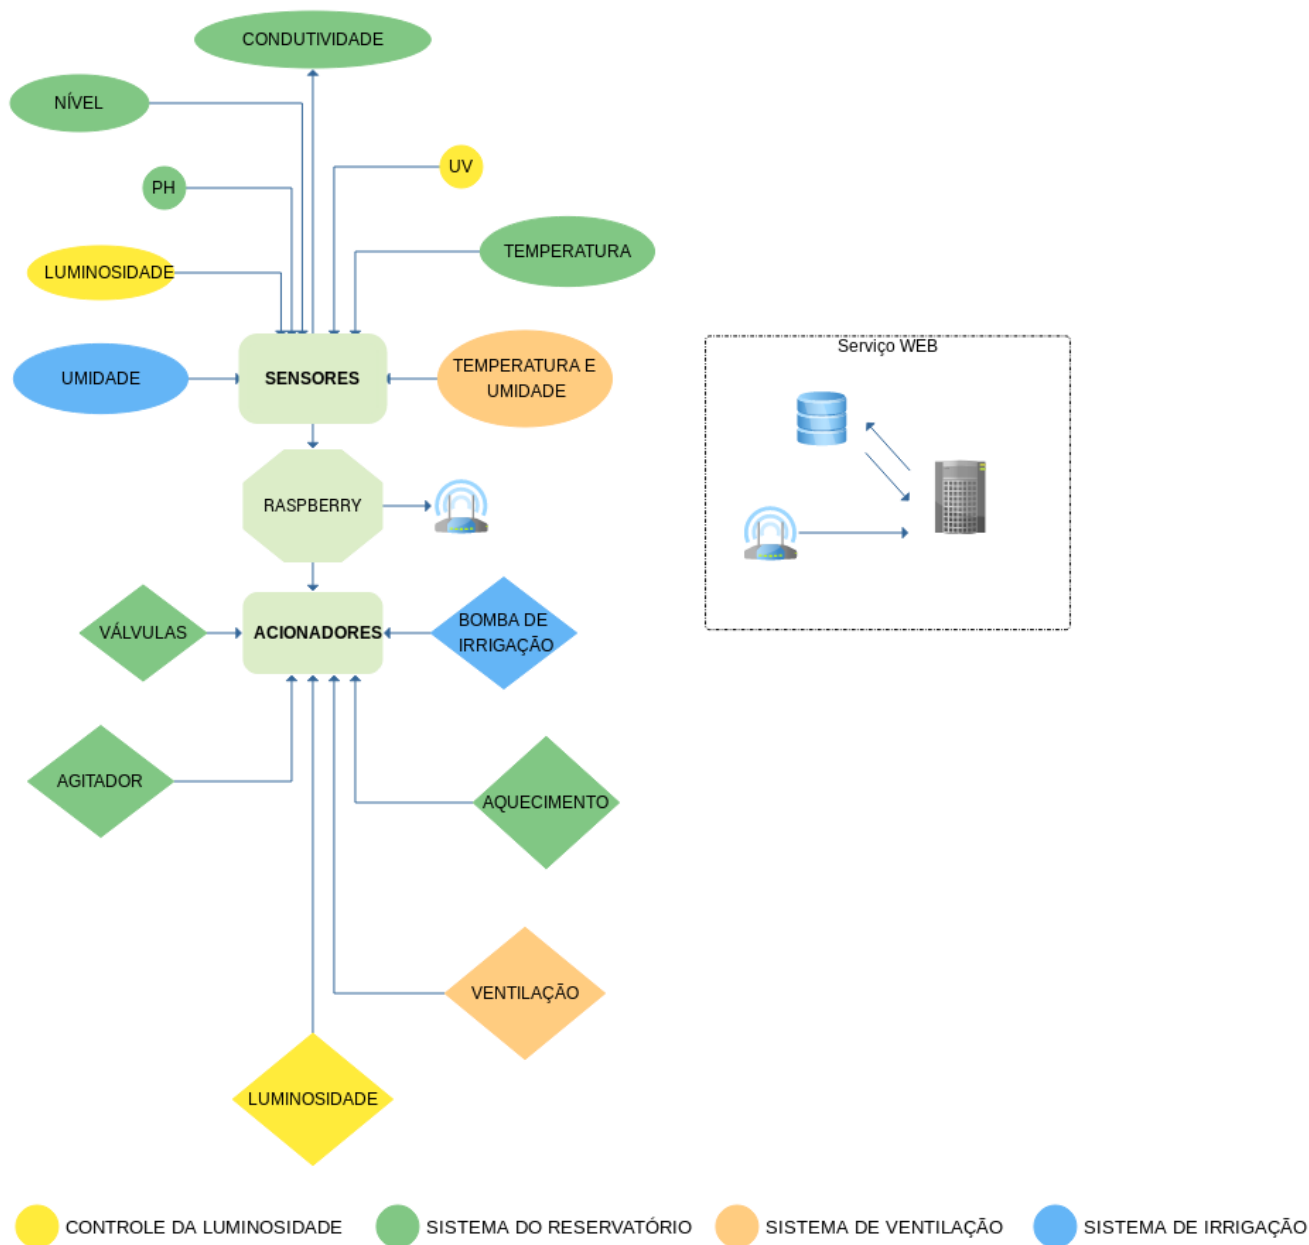 CONDUTIVIDADE
NÍVEL
UV
PH
TEMPERATURA
LUMINOSIDADE
UMIDADE
SENSORES
TEMPERATURA E
UMIDADE
Serviço WEB
RASPBERRY
VÁLVULAS
ACIONADORES
BOMBA DE
IRRIGAÇÃO
AGITADOR
AQUECIMENTO
VENTILAÇÃO
LUMINOSIDADE
CONTROLE DA LUMINOSIDADE
SISTEMA DO RESERVATÓRIO
SISTEMA DE VENTILAÇÃO
SISTEMA DE IRRIGAÇÃO